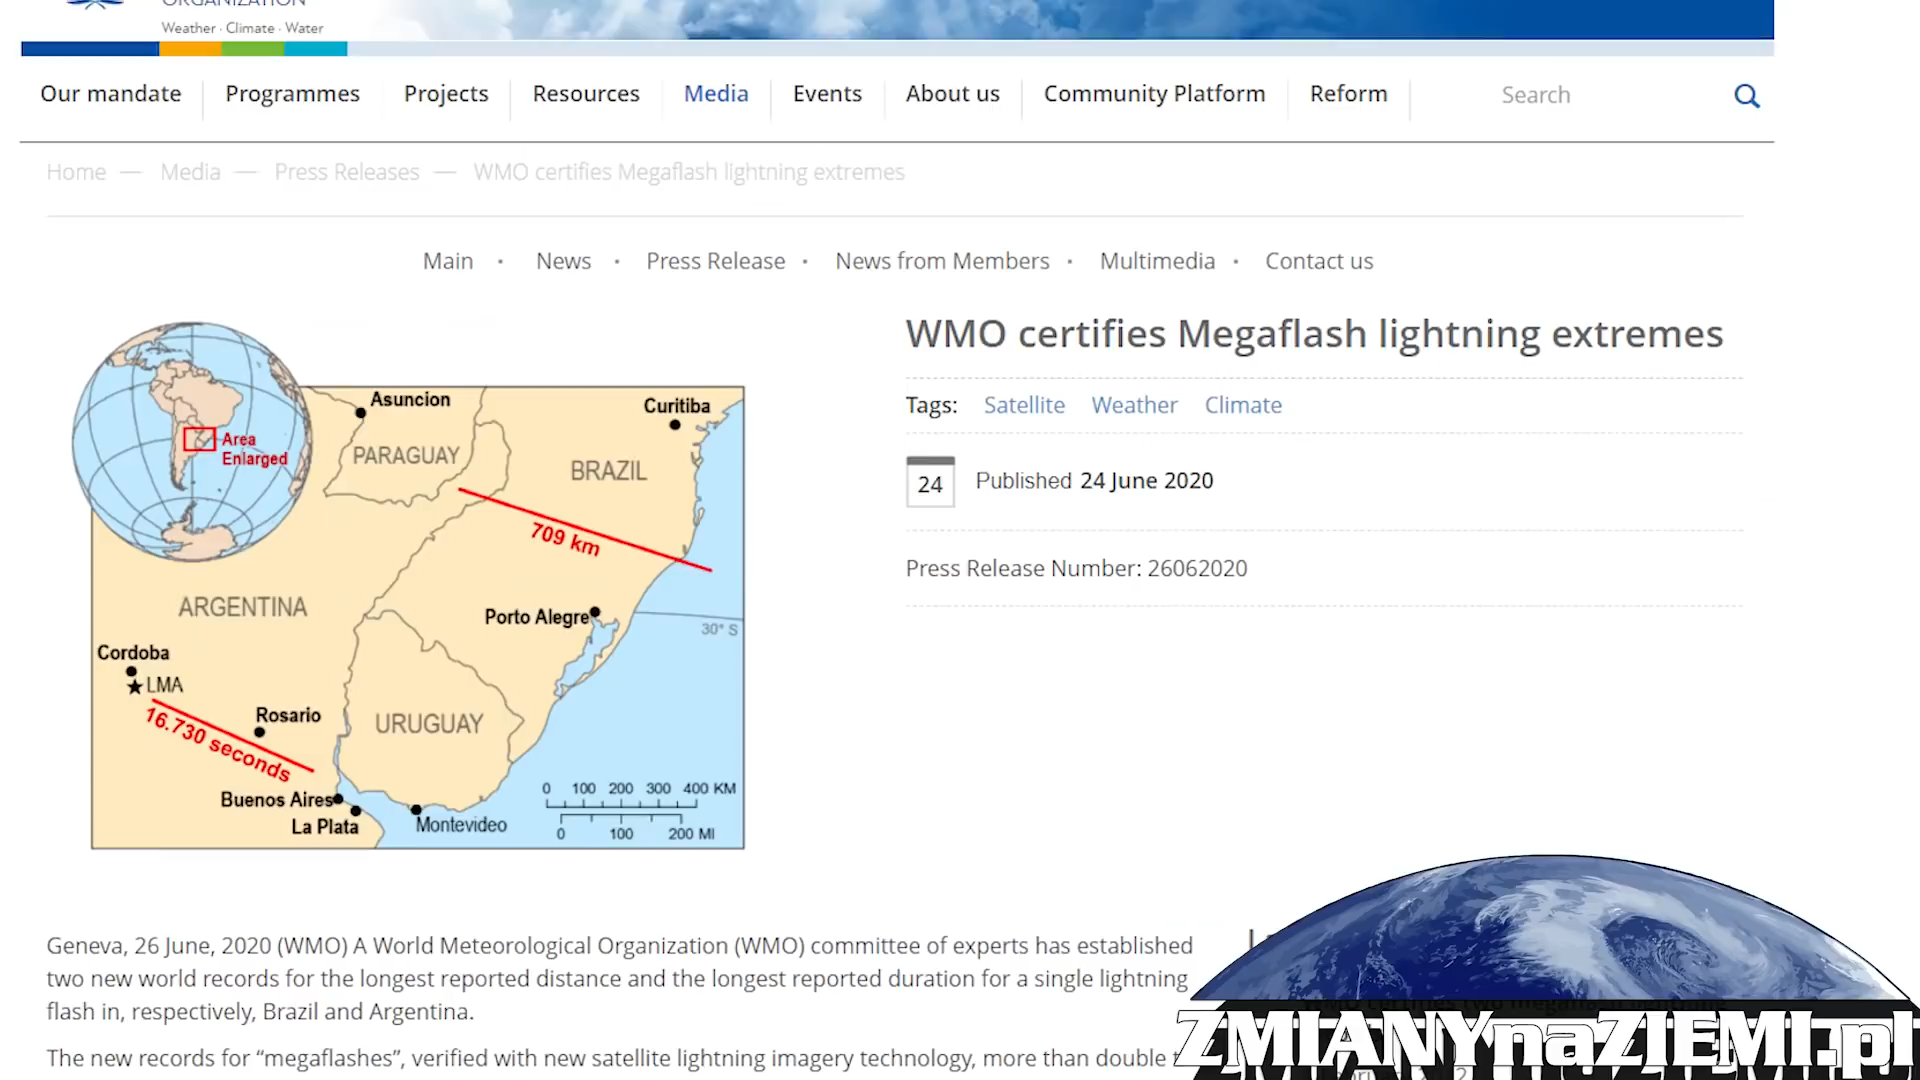 ORGANIZATION
Weather · Climate · Water
Our mandate
Programmes
Projects
Resources
Media
Events
About us
Community Platform
Reform
Search
Home — Media — Press Releases — WMO certifies Megaflash lightning extremes
Main · News · Press Release · News from Members · Multimedia · Contact us
WMO certifies Megaflash lightning extremes
Tags: Satellite Weather Climate
24
Published 24 June 2020
Press Release Number: 26062020
Area
Enlarged
Asuncion
Curitiba
PARAGUAY
BRAZIL
709 km
ARGENTINA
Porto Alegre
30° S
Cordoba
★ LMA
16.730 seconds
Rosario
URUGUAY
Buenos Aires
La Plata
Montevideo
0 100 200 300 400 KM
0 100 200 MI
Geneva, 26 June, 2020 (WMO) A World Meteorological Organization (WMO) committee of experts has established
two new world records for the longest reported distance and the longest reported duration for a single lightning
flash in, respectively, Brazil and Argentina.
The new records for “megaflashes”, verified with new satellite lightning imagery technology, more than double
ZMIANYnaZIEMI.pl